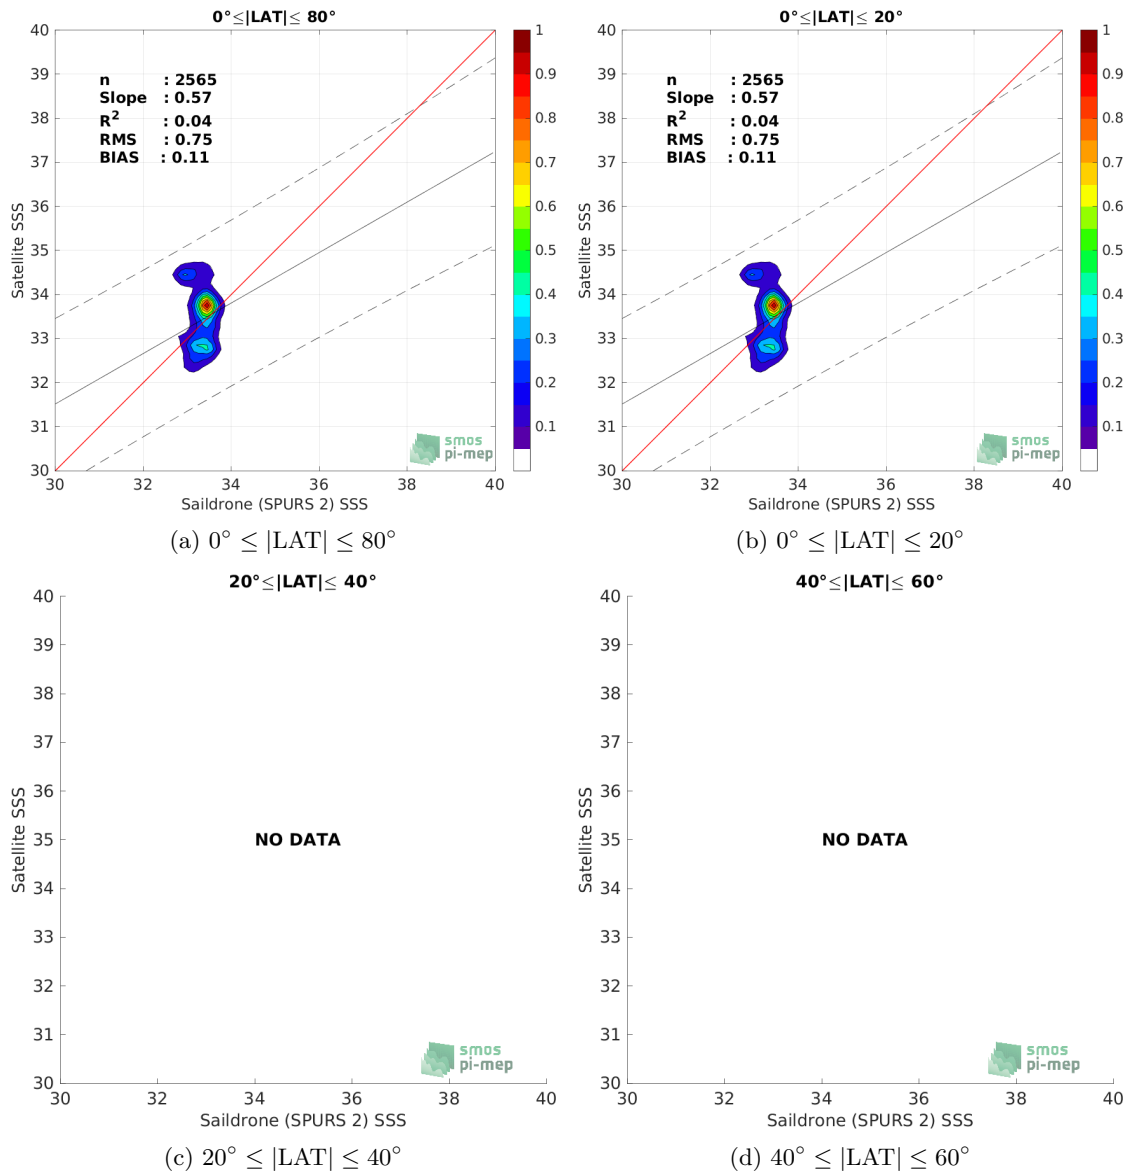 0°≤|LAT|≤ 80°
40
39
38
37
36
35
34
33
32
31
30
Satellite SSS
n : 2565
Slope : 0.57
R2 : 0.04
RMS : 0.75
BIAS : 0.11
smos
pi-mep
30 32 34 36 38 40
Saildrone (SPURS 2) SSS
1
0.9
0.8
0.7
0.6
0.5
0.4
0.3
0.2
0.1
(a) 0° ≤ |LAT| ≤ 80°
0°≤|LAT|≤ 20°
40
39
38
37
36
35
34
33
32
31
30
Satellite SSS
n : 2565
Slope : 0.57
R2 : 0.04
RMS : 0.75
BIAS : 0.11
smos
pi-mep
30 32 34 36 38 40
Saildrone (SPURS 2) SSS
1
0.9
0.8
0.7
0.6
0.5
0.4
0.3
0.2
0.1
(b) 0° ≤ |LAT| ≤ 20°
20°≤|LAT|≤ 40°
40
39
38
37
36
35
34
33
32
31
30
Satellite SSS
NO DATA
smos
pi-mep
30 32 34 36 38 40
Saildrone (SPURS 2) SSS
(c) 20° ≤ |LAT| ≤ 40°
40°≤|LAT|≤ 60°
40
39
38
37
36
35
34
33
32
31
30
Satellite SSS
NO DATA
smos
pi-mep
30 32 34 36 38 40
Saildrone (SPURS 2) SSS
(d) 40° ≤ |LAT| ≤ 60°